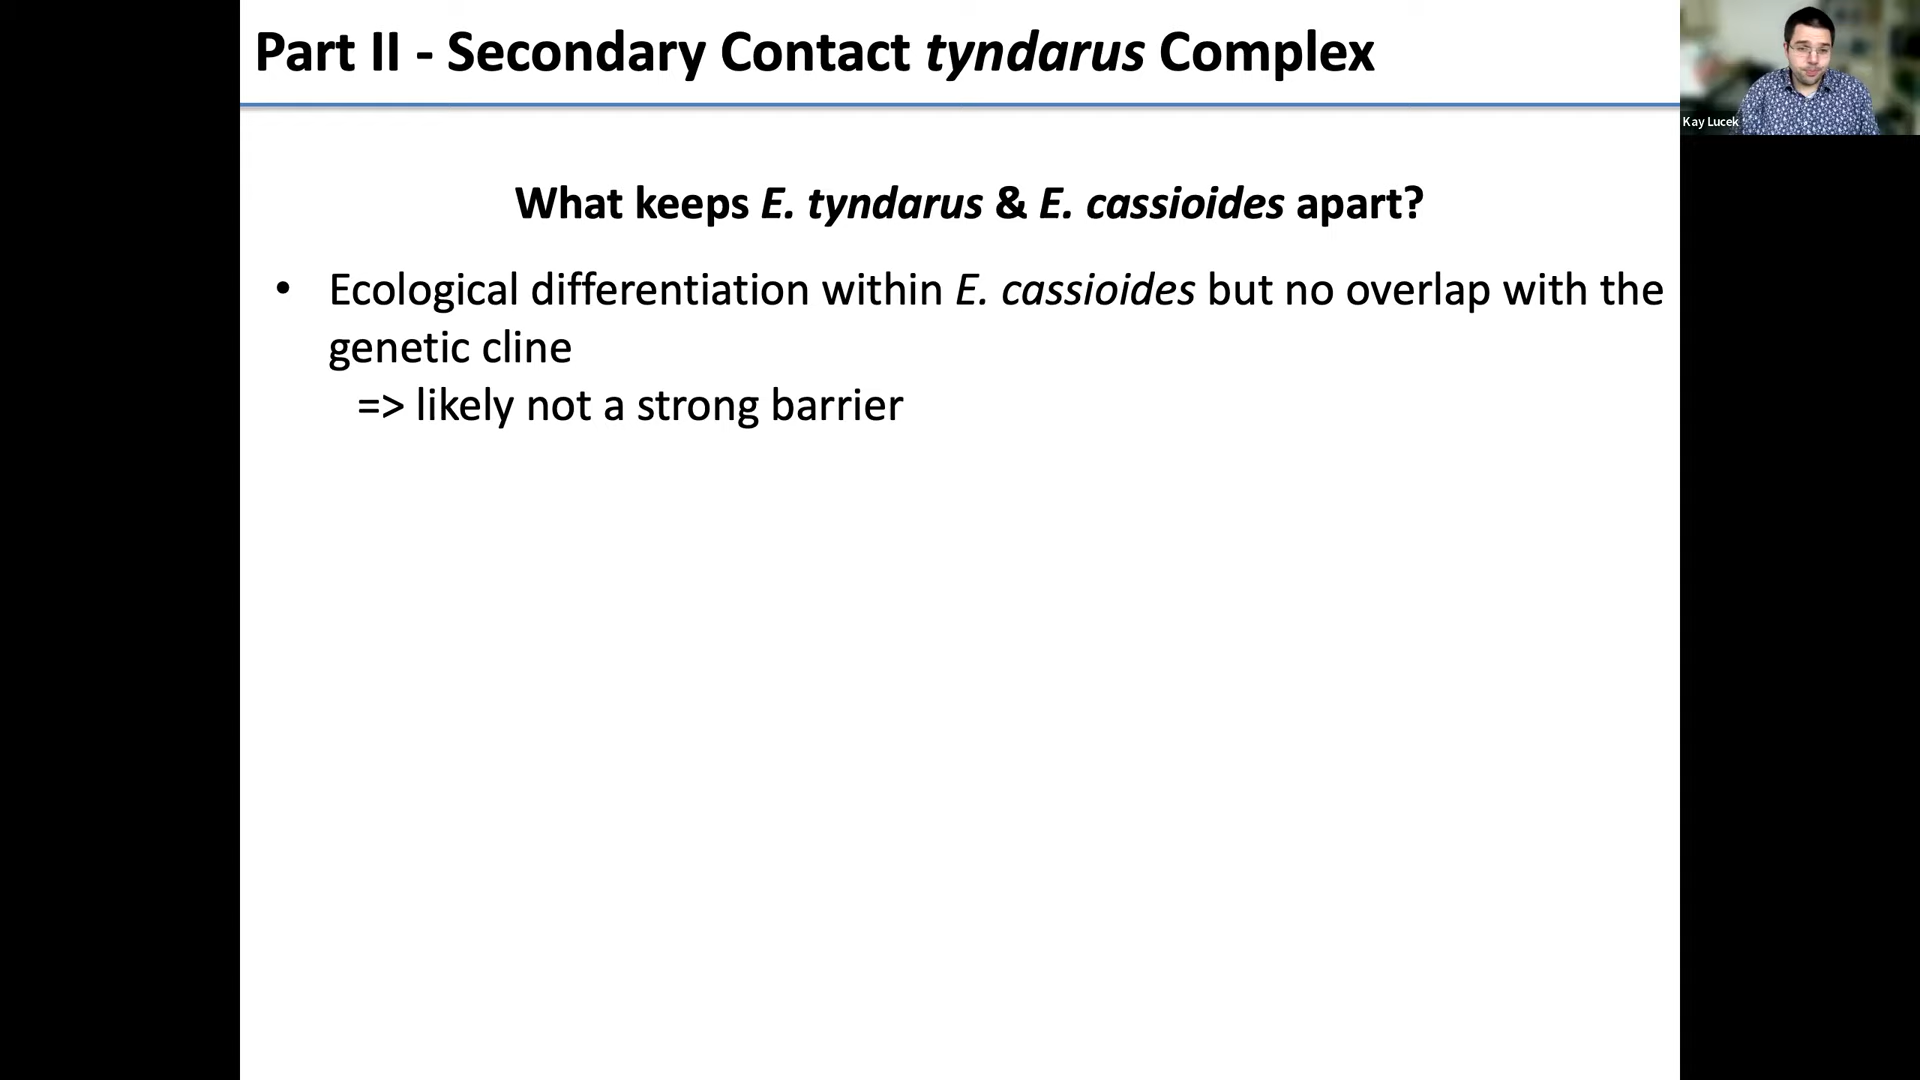 Part II - Secondary Contact tyndarus Complex
Kay Lucek
What keeps E. tyndarus & E. cassioides apart?
• Ecological differentiation within E. cassioides but no overlap with the
genetic cline
=> likely not a strong barrier